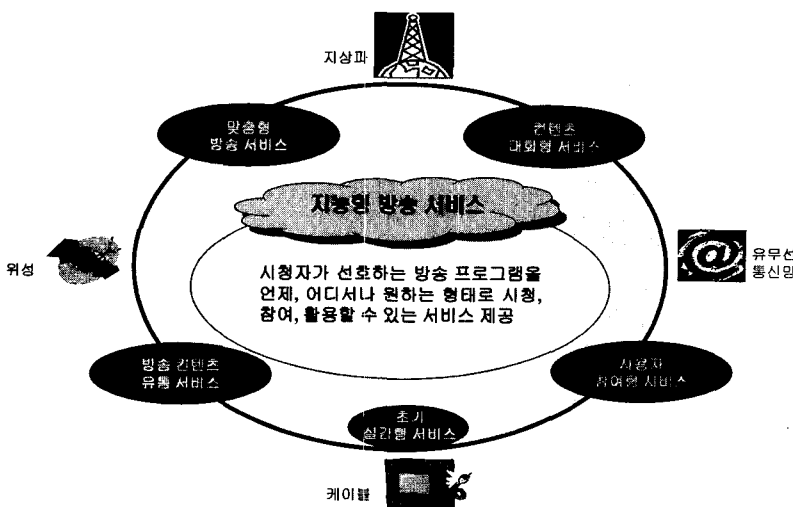 지상파
맞춤형
방송 서비스
컨텐츠
대화형 서비스
지능형 방송 서비스
위성
유무선
통신망
시청자가 선호하는 방송 프로그램을
언제, 어디서나 원하는 형태로 시청,
참여, 활용할 수 있는 서비스 제공
방송 컨텐츠
유통 서비스
사용자
참여형 서비스
초기
실감형 서비스
케이블